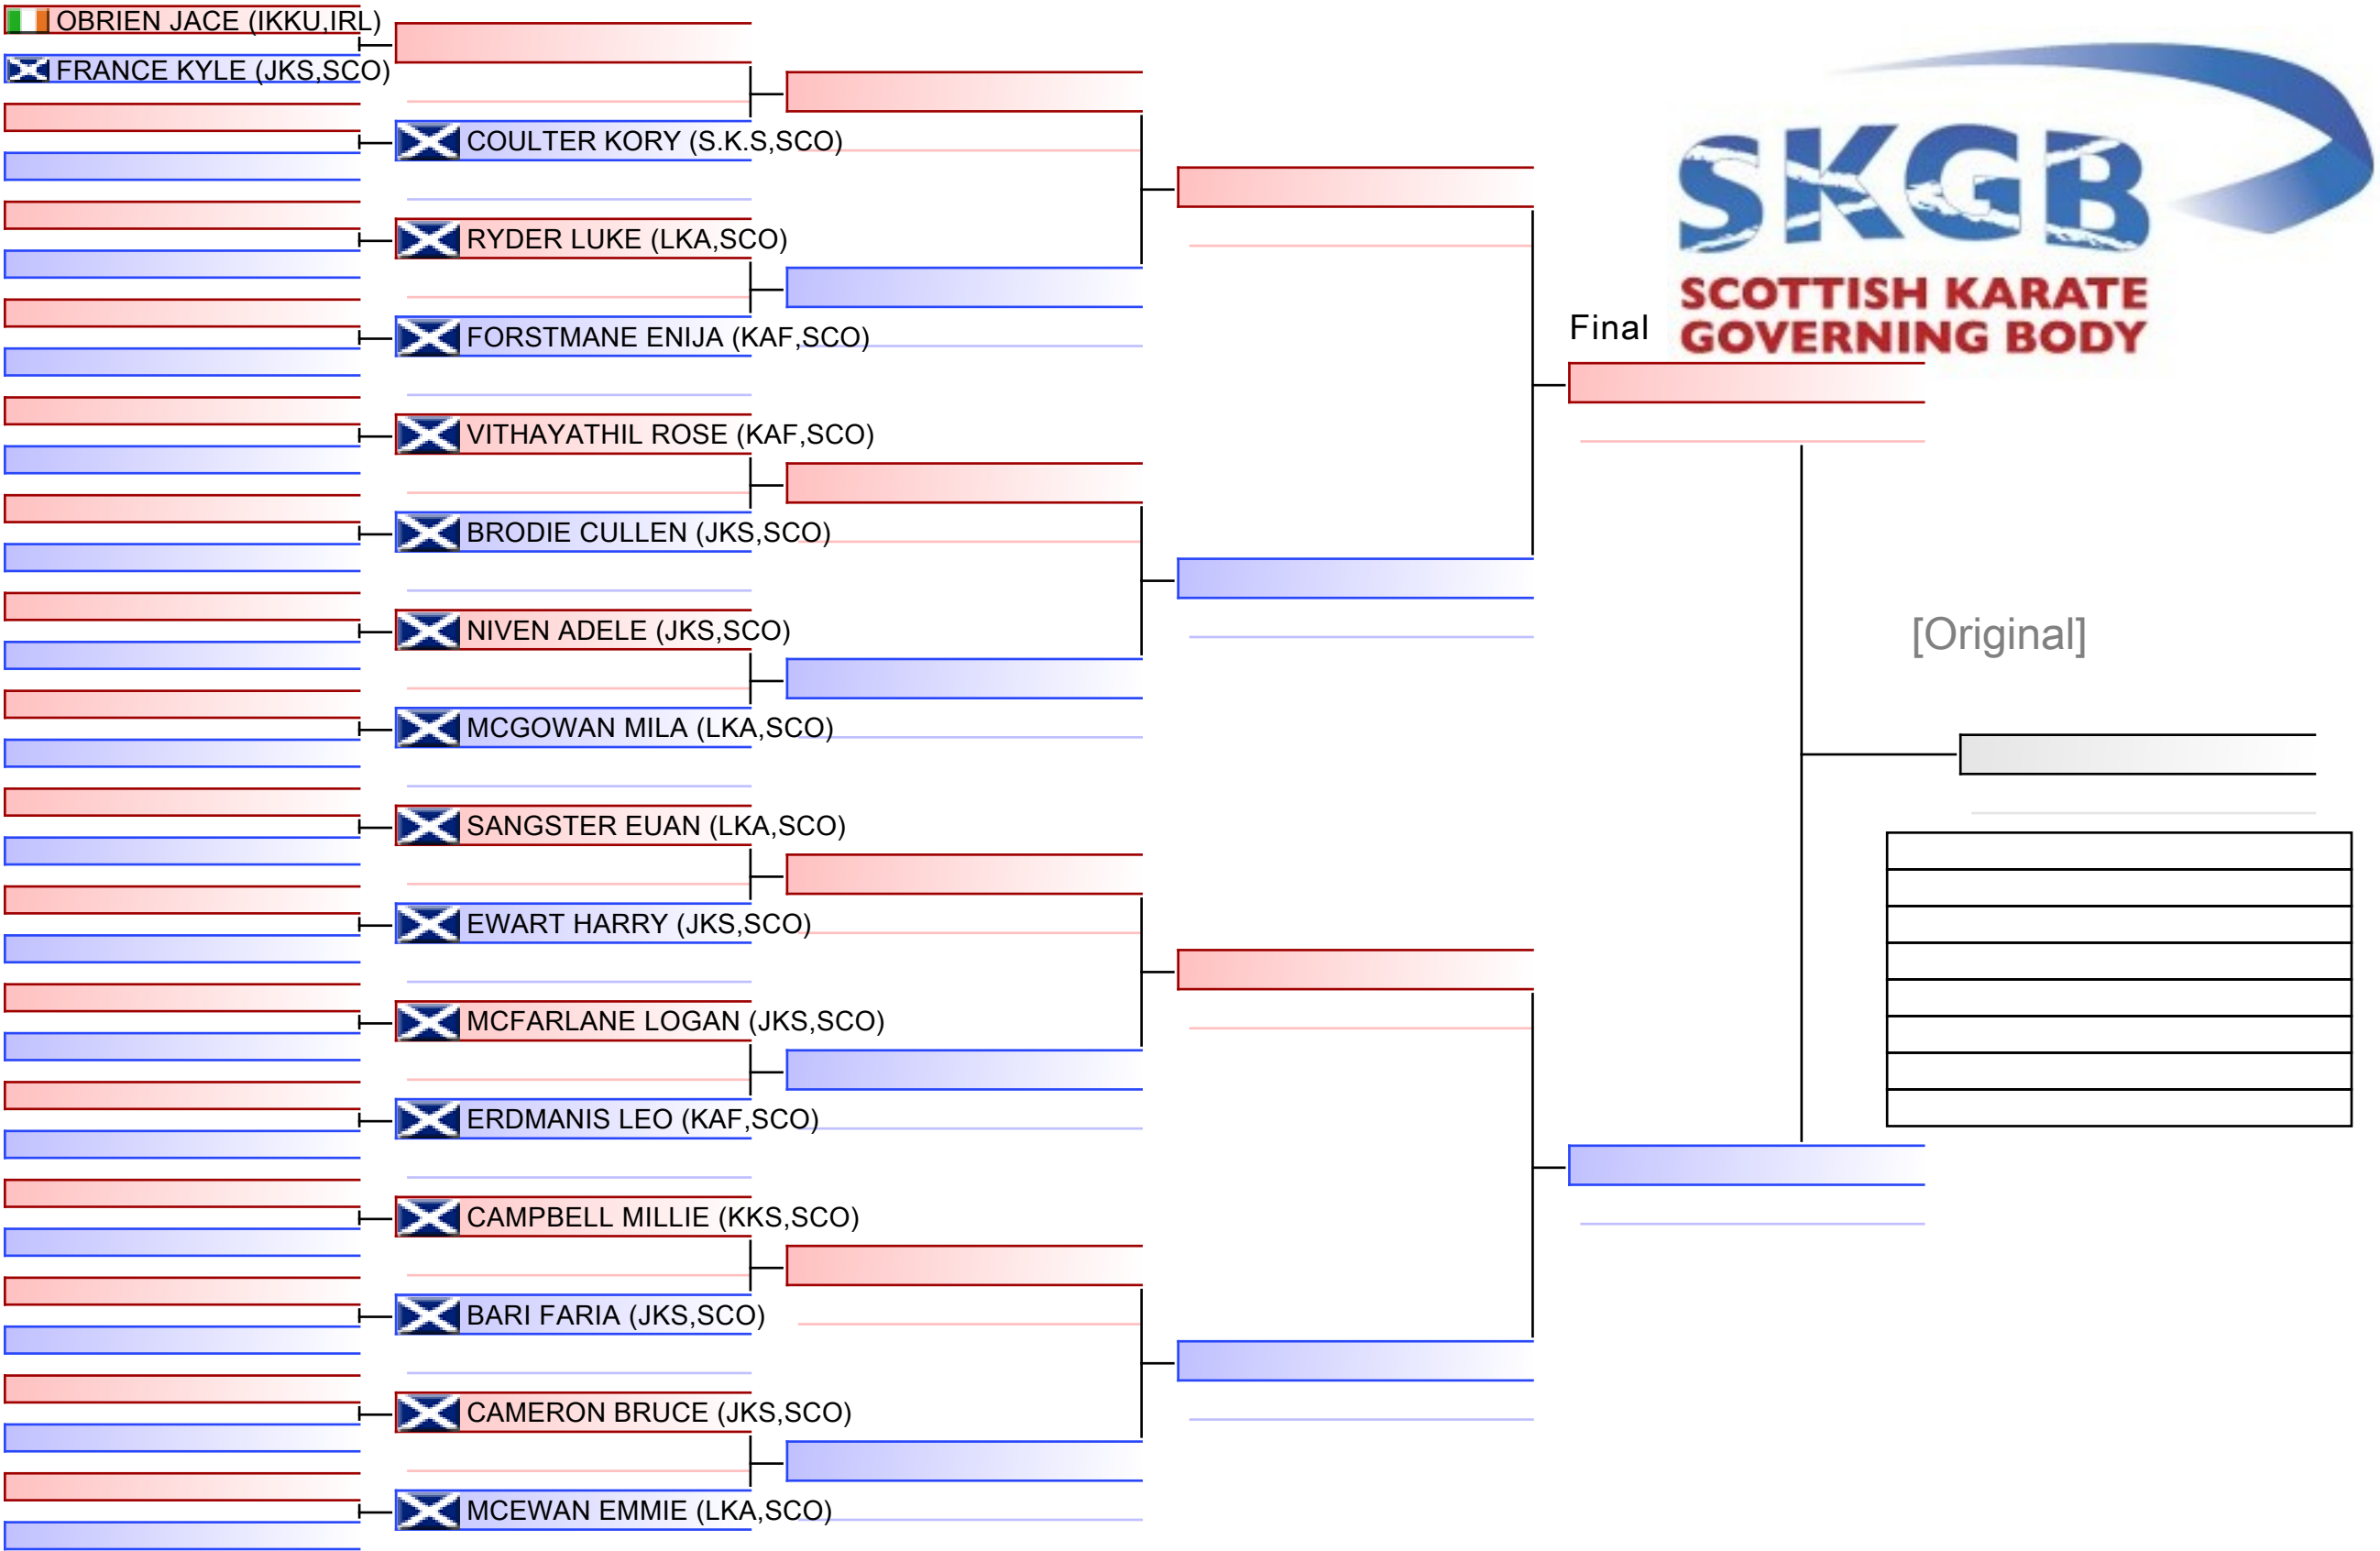 OBRIEN JACE (IKKU,IRL)
FRANCE KYLE (JKS,SCO)
COULTER KORY (S.K.S,SCO)
RYDER LUKE (LKA,SCO)
FORSTMANE ENIJA (KAF,SCO)
VITHAYATHIL ROSE (KAF,SCO)
BRODIE CULLEN (JKS,SCO)
NIVEN ADELE (JKS,SCO)
MCGOWAN MILA (LKA,SCO)
SANGSTER EUAN (LKA,SCO)
EWART HARRY (JKS,SCO)
MCFARLANE LOGAN (JKS,SCO)
ERDMANIS LEO (KAF,SCO)
CAMPBELL MILLIE (KKS,SCO)
BARI FARIA (JKS,SCO)
CAMERON BRUCE (JKS,SCO)
MCEWAN EMMIE (LKA,SCO)
Final
SKGB
SCOTTISH KARATE
GOVERNING BODY
[Original]